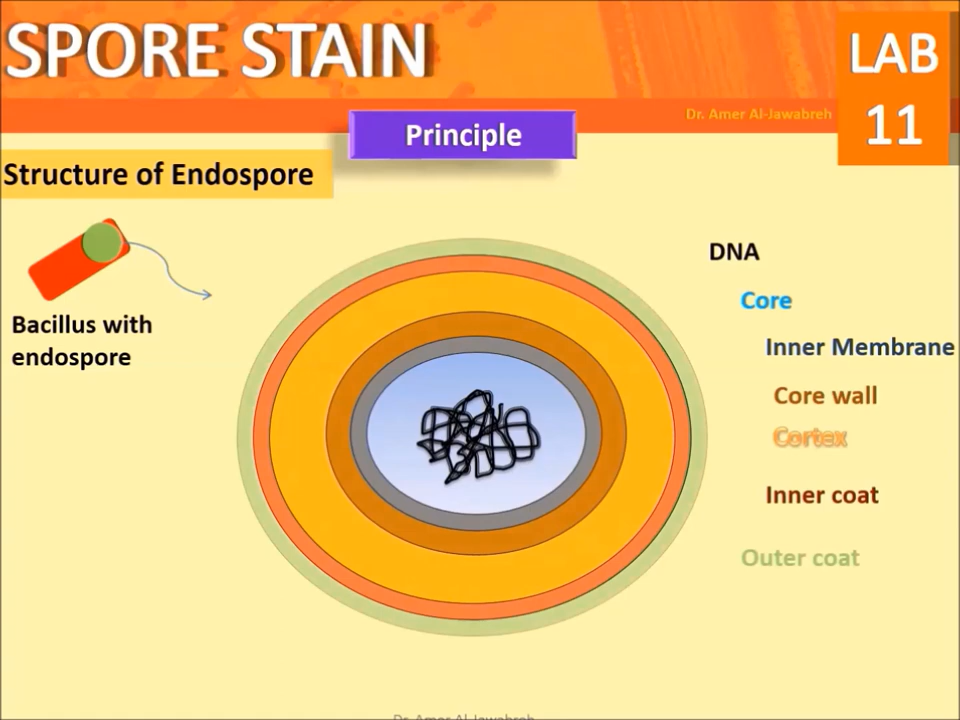 SPORE STAIN
LAB
11
Dr. Amer Al-Jawabreh
Principle
Structure of Endospore
Bacillus with
endospore
DNA
Core
Inner Membrane
Core wall
Cortex
Inner coat
Outer coat
Dr. Amer Al-Jawabreh